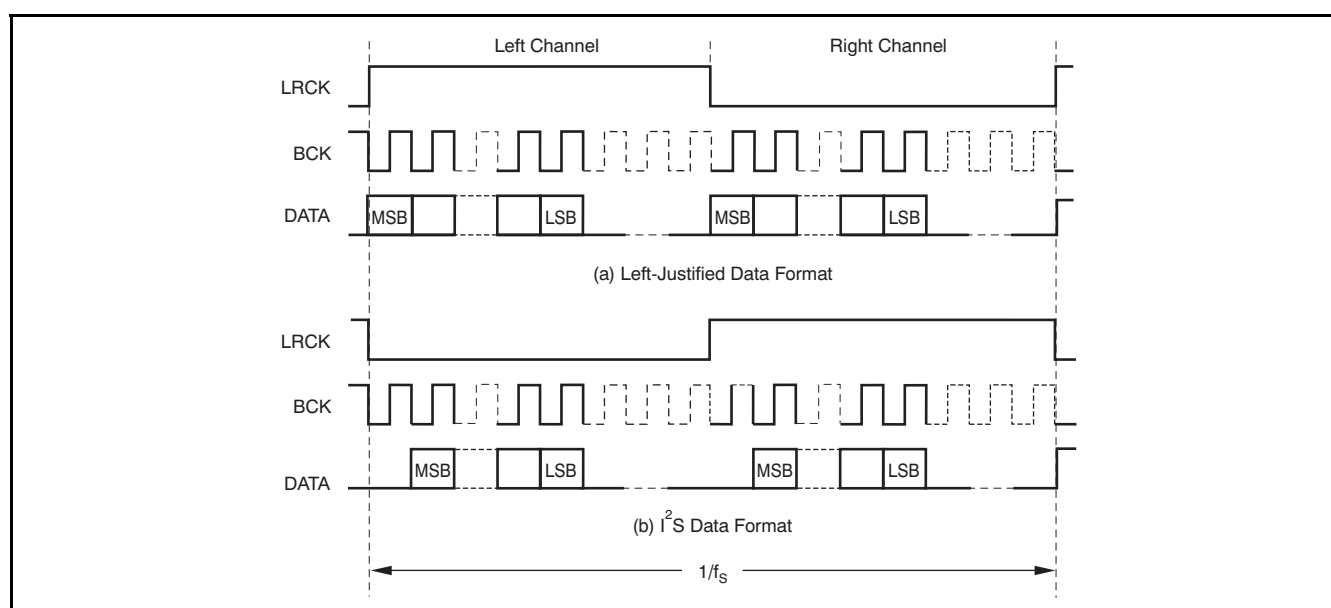 Left Channel Right Channel
LRCK
BCK
DATA MSB LSB MSB LSB
(a) Left-Justified Data Format
LRCK
BCK
DATA MSB LSB MSB LSB
(b) I²S Data Format
1/fS